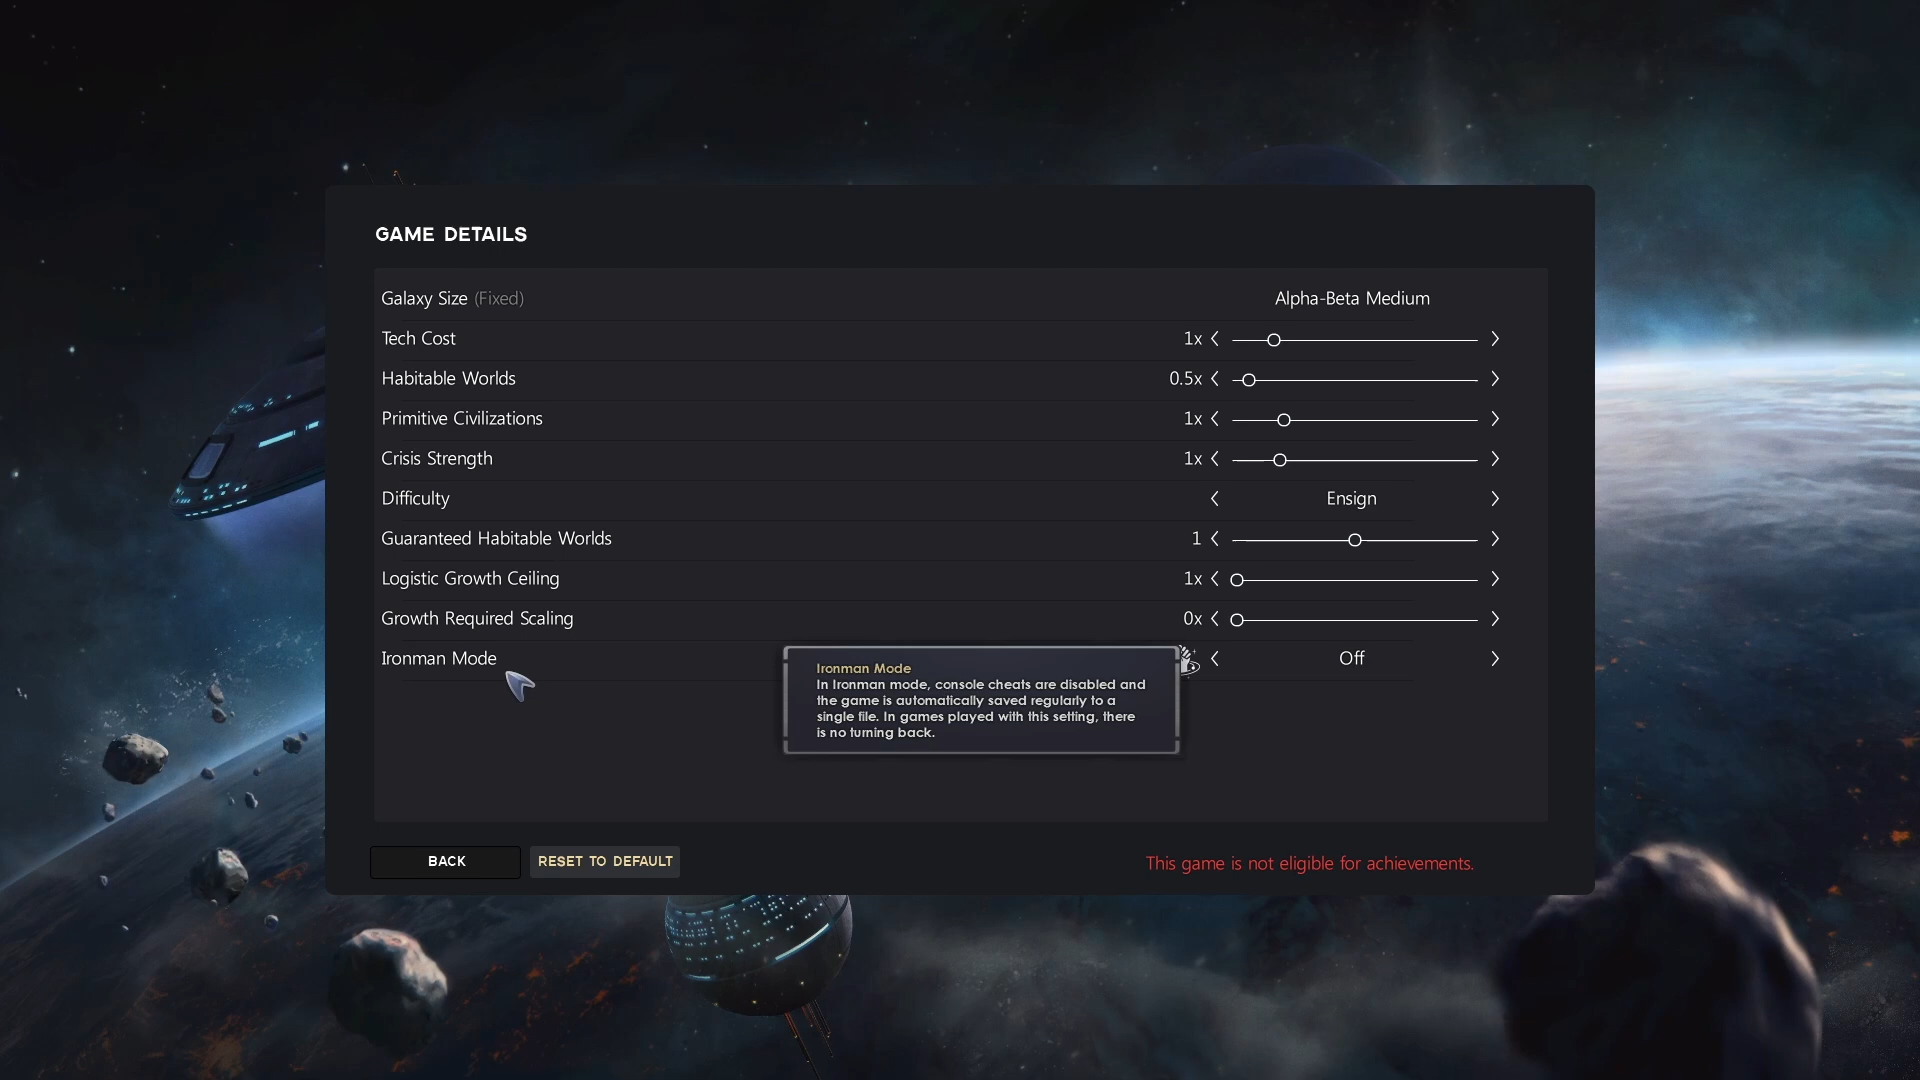 GAME DETAILS
Galaxy Size (Fixed) Alpha-Beta Medium
Tech Cost 1x
Habitable Worlds 0.5x
Primitive Civilizations 1x
Crisis Strength 1x
Difficulty Ensign
Guaranteed Habitable Worlds 1
Logistic Growth Ceiling 1x
Growth Required Scaling 0x
Ironman Mode Off
Ironman Mode
In Ironman mode, console cheats are disabled and
the game is automatically saved regularly to a
single file. In games played with this setting, there
is no turning back.
BACK RESET TO DEFAULT This game is not eligible for achievements.